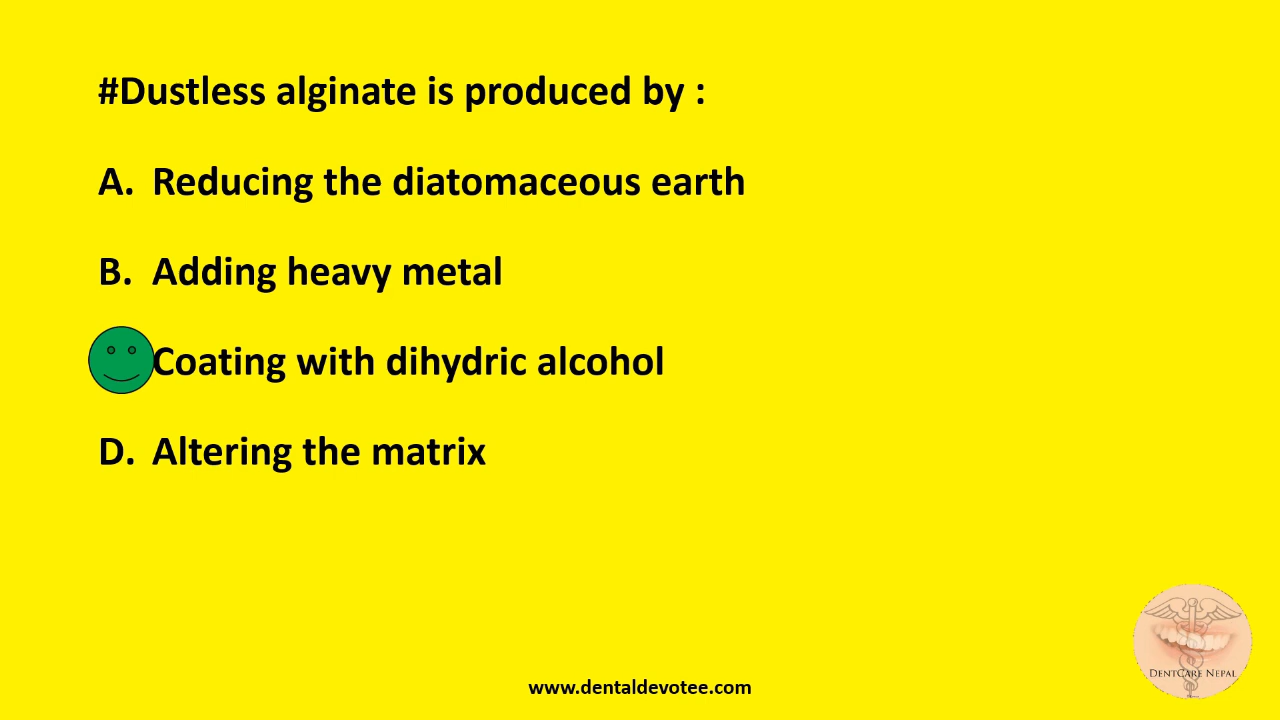 #Dustless alginate is produced by :
A. Reducing the diatomaceous earth
B. Adding heavy metal
Coating with dihydric alcohol
D. Altering the matrix
DENTCARE NEPAL
www.dentaldevotee.com